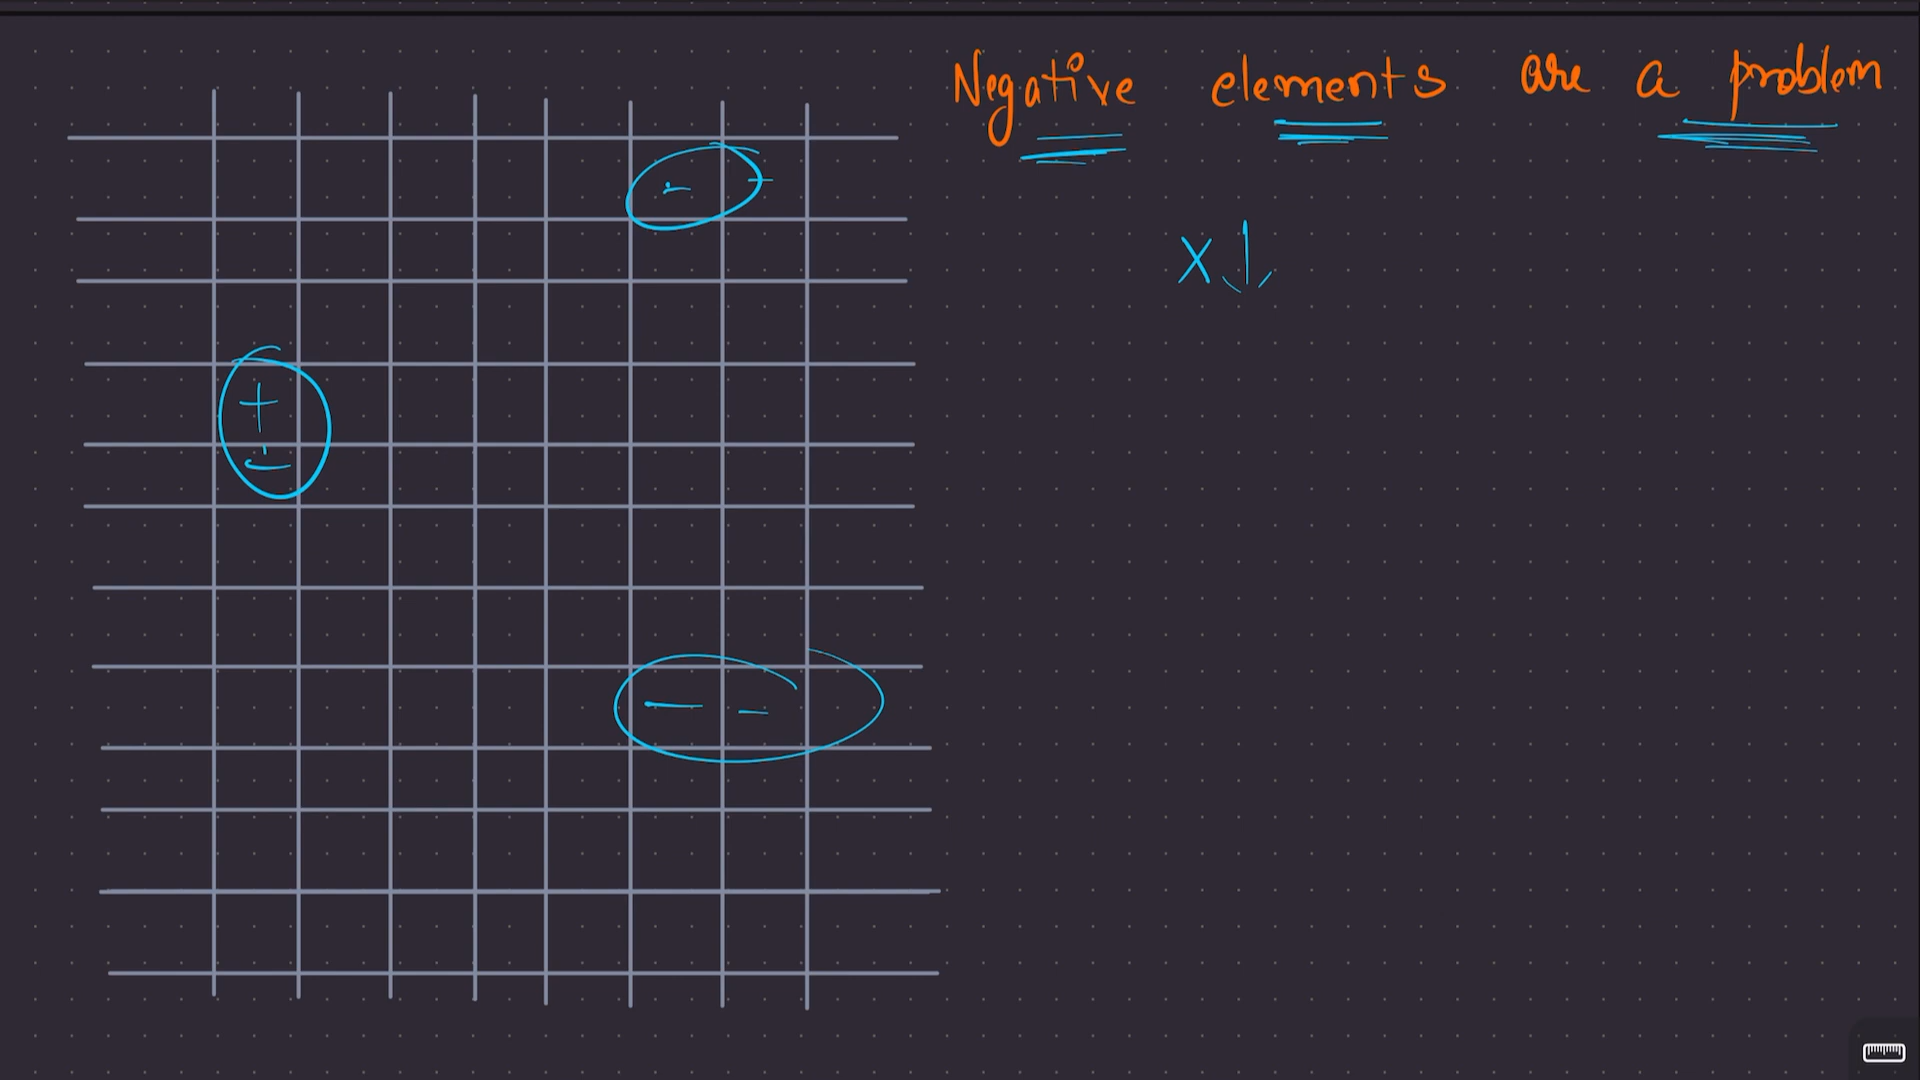 Negative elements are a problem
- +
x ↓
+
-
- -